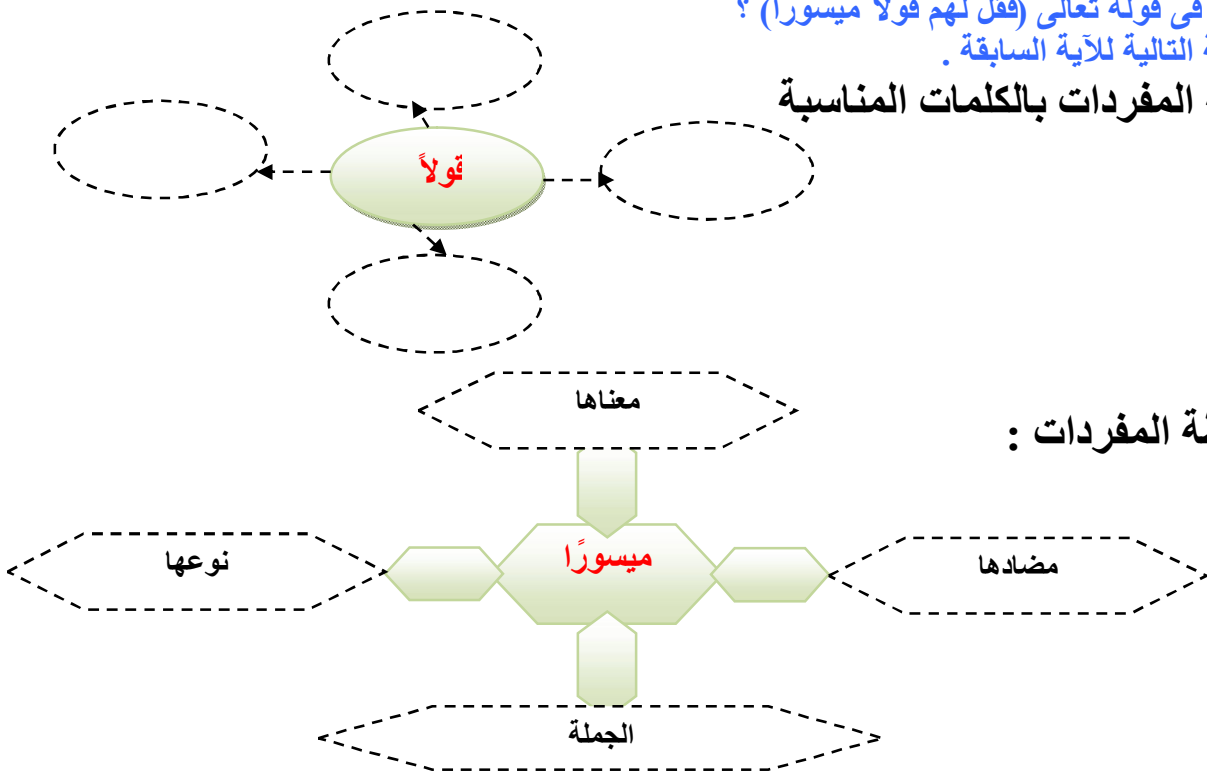 فى قوله تعالى (فقل لهم قولاً ميسوراً) ؟
التالية للآية السابقة .
المفردات بالكلمات المناسبة
قولاً
معناها
المفردات :
ميسورًا
نوعها
مضادها
الجملة